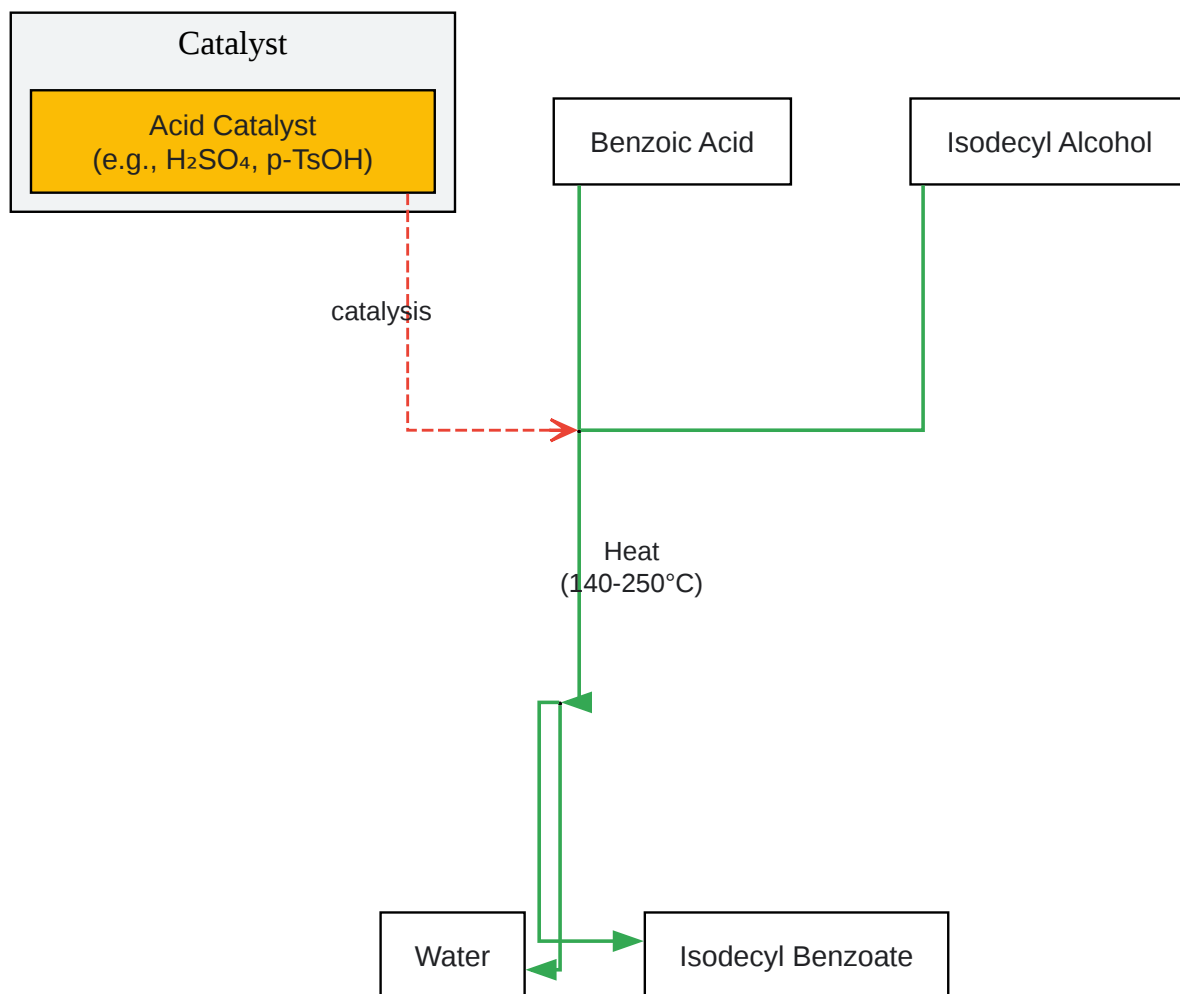 Catalyst
Acid Catalyst
(e.g., H₂SO₄, p-TsOH)
Benzoic Acid
Isodecyl Alcohol
catalysis
Heat
(140-250°C)
Water
Isodecyl Benzoate